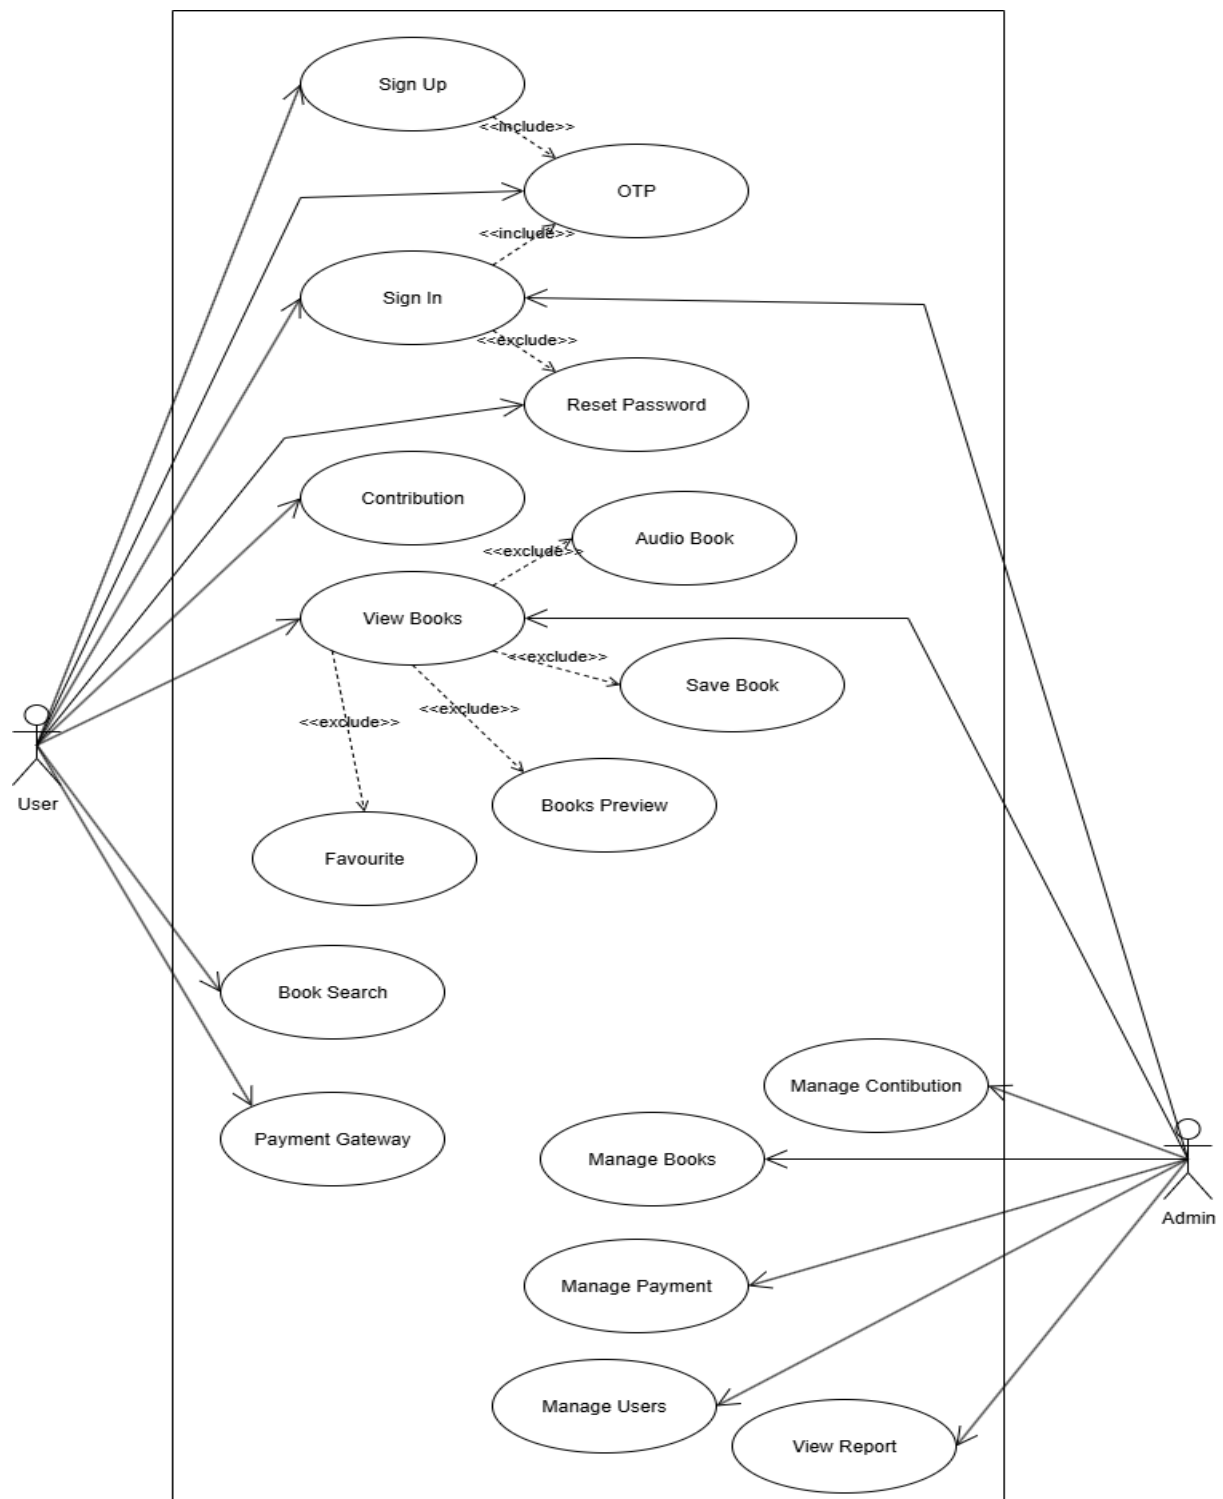 Sign Up
<<include>>
OTP
<<include>>
Sign In
<<exclude>>
Reset Password
Contribution
Audio Book
<<exclude>>
View Books
<<exclude>>
Save Book
<<exclude>>
<<exclude>>
User
Books Preview
Favourite
Book Search
Manage Contibution
Payment Gateway
Manage Books
Admin
Manage Payment
Manage Users
View Report